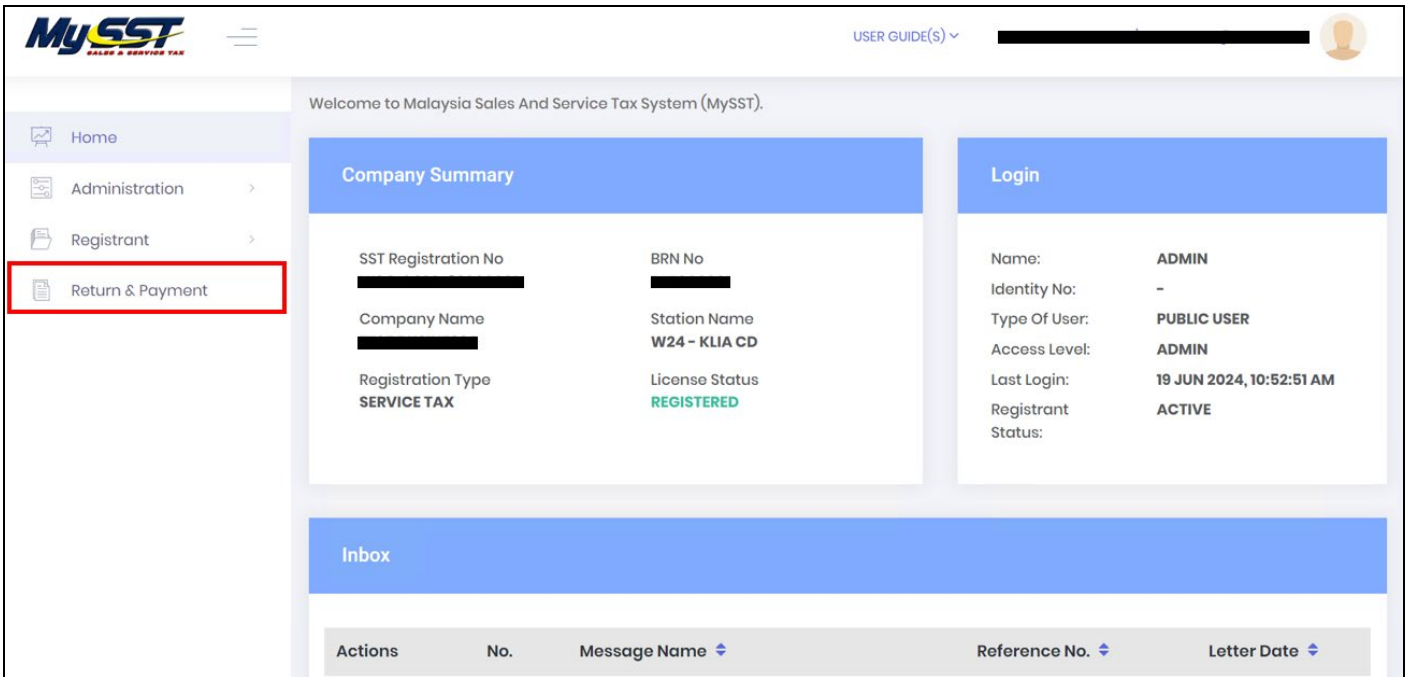 MySST
SALES & SERVICE TAX
USER GUIDE(S)
Home
Administration
Registrant
Return & Payment
Welcome to Malaysia Sales And Service Tax System (MySST).
Company Summary
SST Registration No
BRN No
Company Name
Station Name
W24 - KLIA CD
Registration Type
License Status
SERVICE TAX
REGISTERED
Login
Name: ADMIN
Identity No: -
Type Of User: PUBLIC USER
Access Level: ADMIN
Last Login: 19 JUN 2024, 10:52:51 AM
Registrant ACTIVE
Status:
Inbox
Actions No. Message Name Reference No. Letter Date